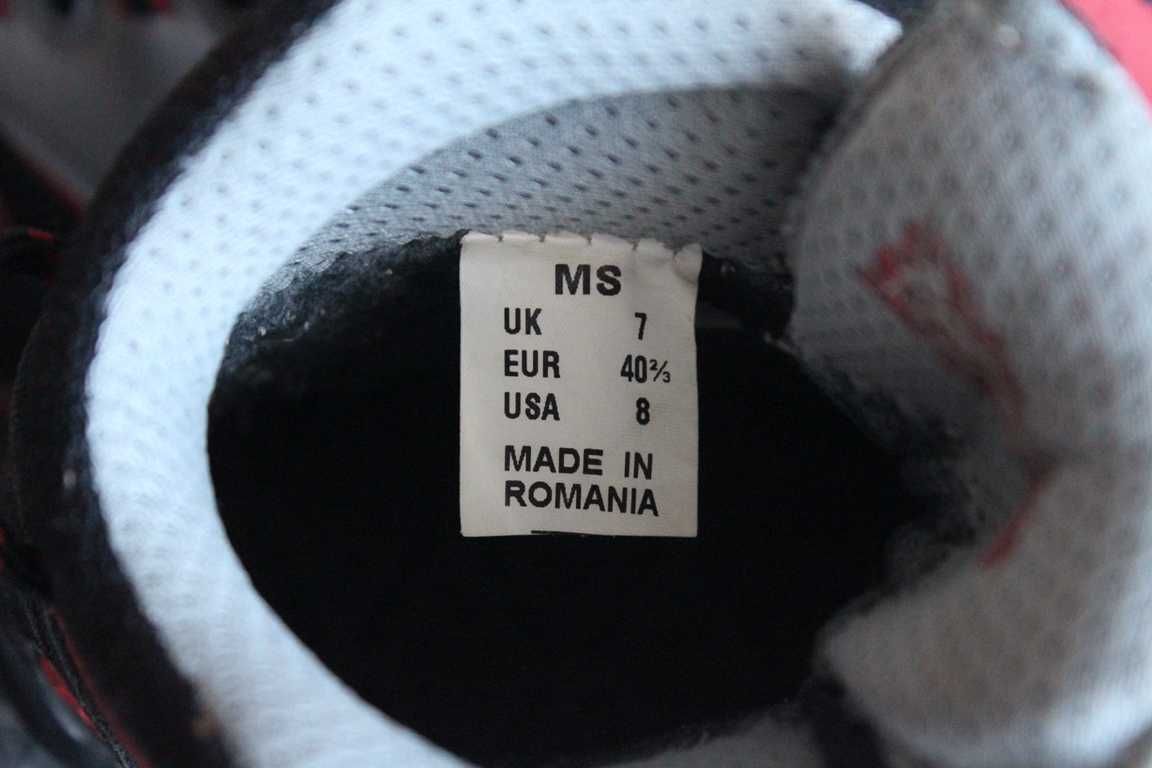 MS
UK 7
EUR 40⅔
USA 8
MADE IN
ROMANIA